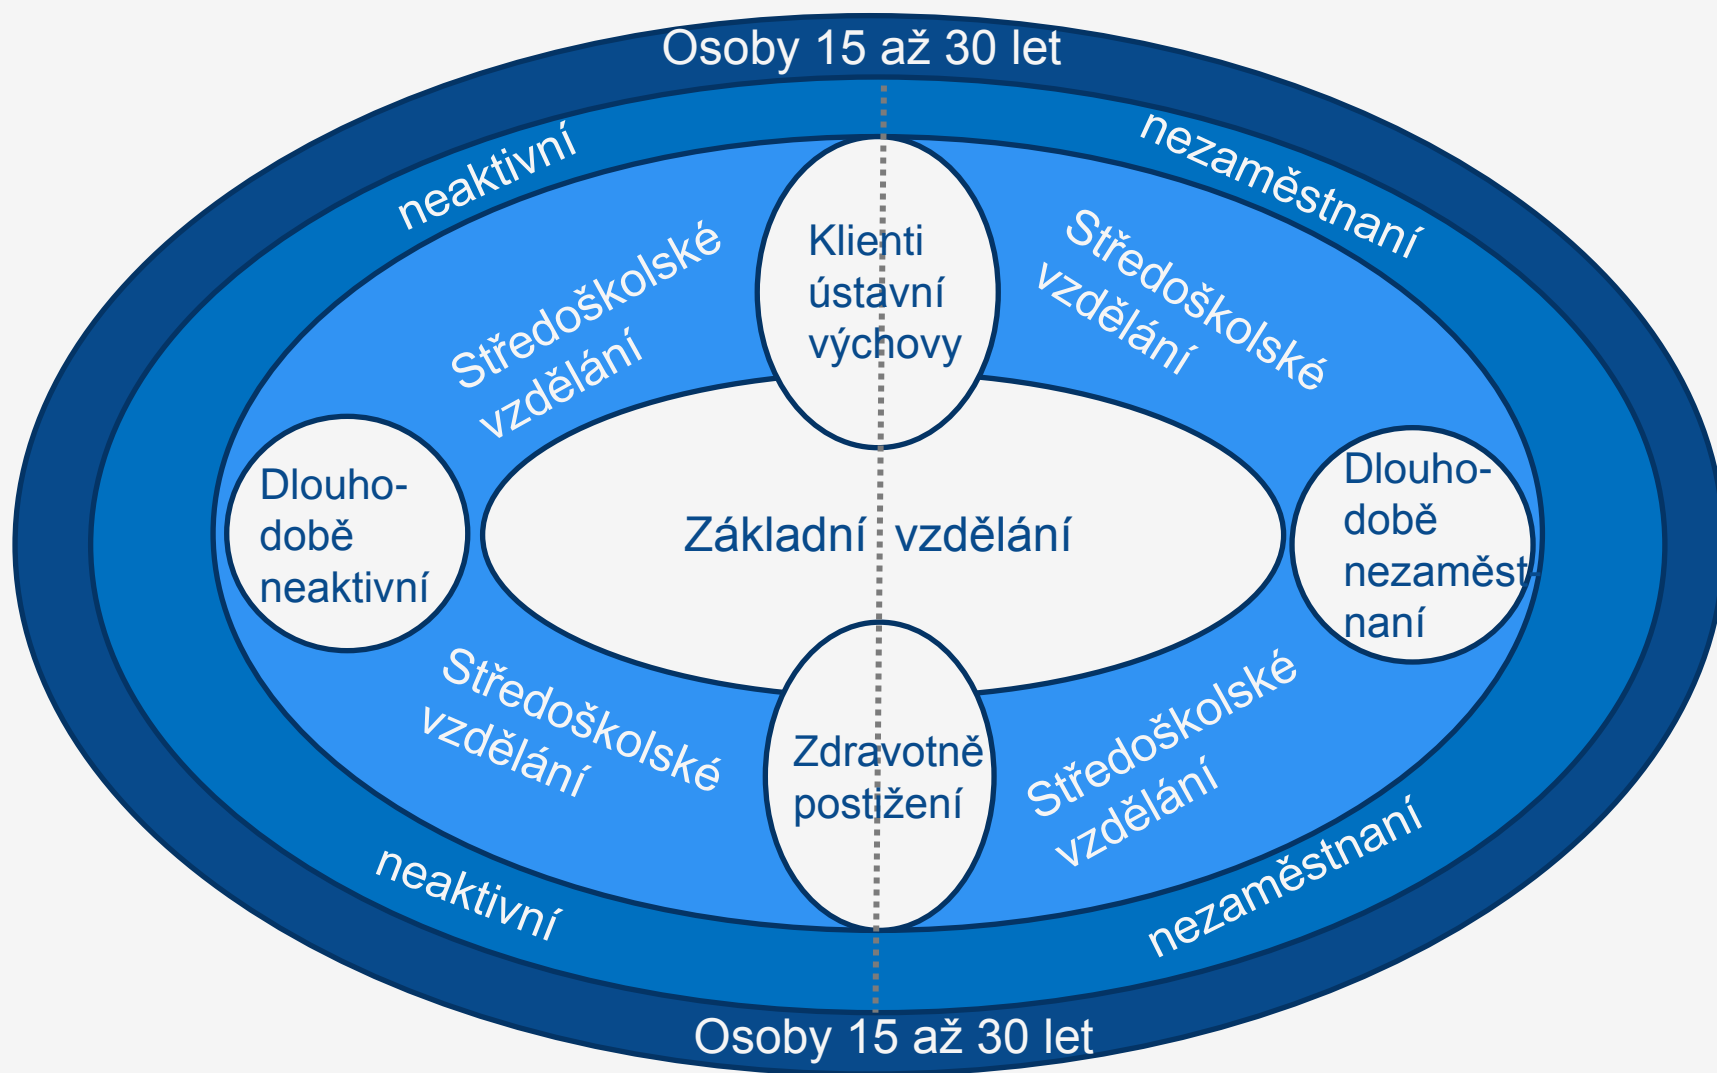 Osoby 15 až 30 let
neaktivní
nezaměstnaní
Středoškolské
vzdělání
Klienti
ústavní
výchovy
Středoškolské
vzdělání
Dlouho-
době
neaktivní
Základní vzdělání
Dlouho-
době
nezaměst-
naní
Středoškolské
vzdělání
Zdravotně
postižení
Středoškolské
vzdělání
neaktivní
nezaměstnaní
Osoby 15 až 30 let